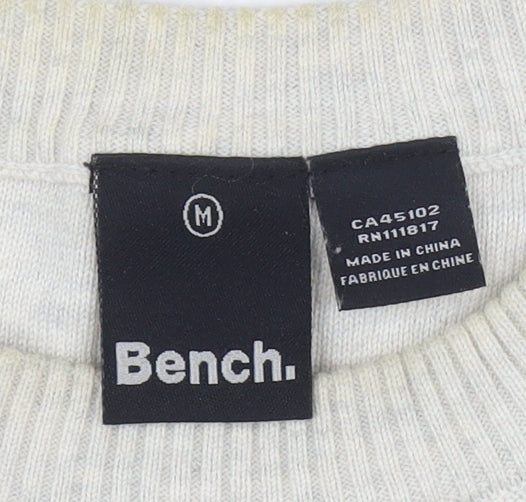 M
Bench.
CA45102
RN111817
MADE IN CHINA
FABRIQUE EN CHINE